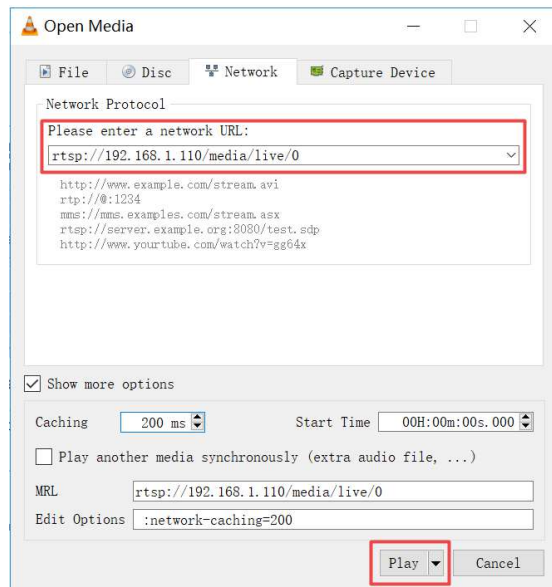 Open Media
File Disc Network Capture Device
Network Protocol
Please enter a network URL:
rtsp://192.168.1.110/media/live/0
http://www.example.com/stream.avi
rtp://@:1234
mms://mms.examples.com/stream.asx
rtsp://server.example.org:8080/test.sdp
http://www.yourtube.com/watch?v=gg64x
Show more options
Caching 200 ms Start Time 00H:00m:00s.000
Play another media synchronously (extra audio file, ...)
MRL rtsp://192.168.1.110/media/live/0
Edit Options :network-caching=200
Play Cancel